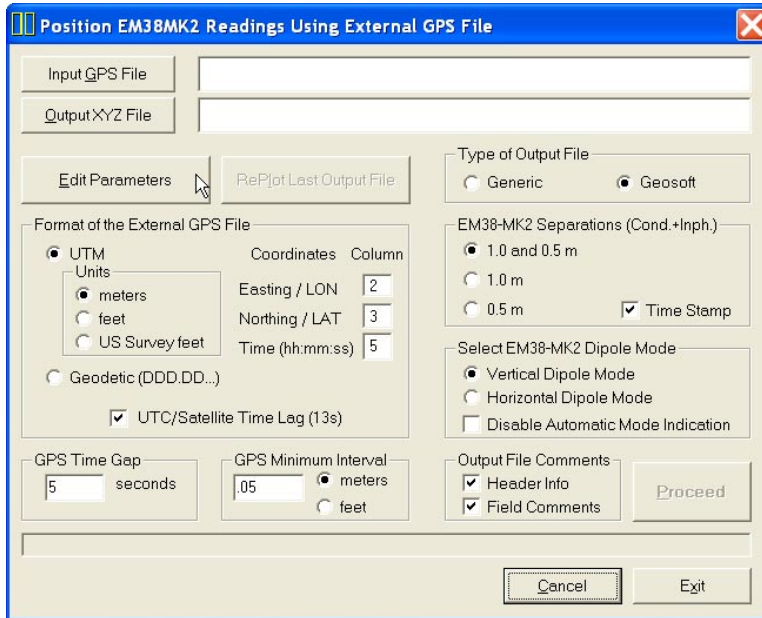 Position EM38MK2 Readings Using External GPS File
Input GPS File
Output XYZ File
Edit Parameters
RePlot Last Output File
Type of Output File
Generic
Geosoft
Format of the External GPS File
UTM
Coordinates Column
Units
meters
feet
US Survey feet
Easting / LON 2
Northing / LAT 3
Time (hh:mm:ss) 5
Geodetic (DDD.DD...)
UTC/Satellite Time Lag (13s)
EM38-MK2 Separations (Cond.+Inph.)
1.0 and 0.5 m
1.0 m
0.5 m
Time Stamp
Select EM38-MK2 Dipole Mode
Vertical Dipole Mode
Horizontal Dipole Mode
Disable Automatic Mode Indication
GPS Time Gap
5 seconds
GPS Minimum Interval
.05
meters
feet
Output File Comments
Header Info
Field Comments
Proceed
Cancel
Exit